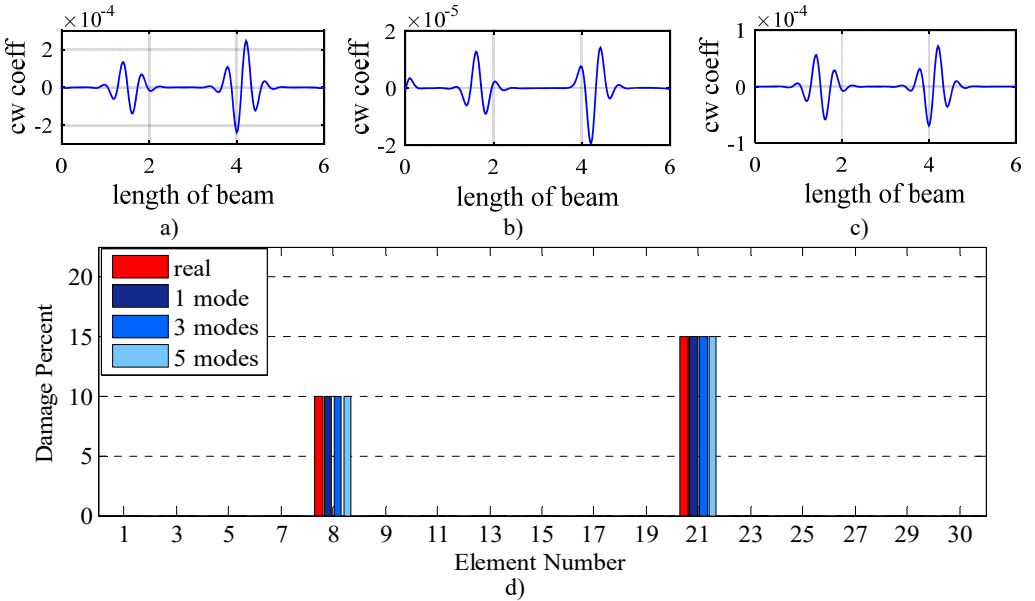 ×10⁻⁴
2
0
-2
cw coeff
0 2 4 6
length of beam
a)
×10⁻⁵
2
0
-2
cw coeff
0 2 4 6
length of beam
b)
×10⁻⁴
1
0
-1
cw coeff
0 2 4 6
length of beam
c)
real
1 mode
3 modes
5 modes
20
15
10
5
0
Damage Percent
1 3 5 7 8 9 11 13 15 17 19 21 23 25 27 29 30
Element Number
d)